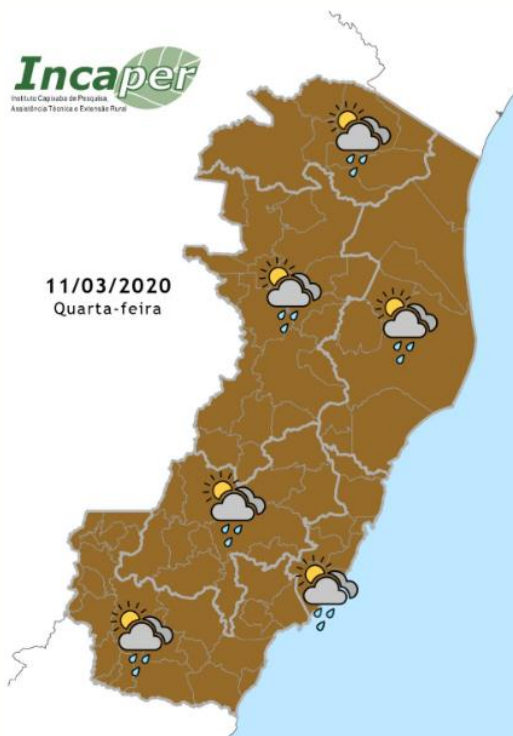 Incaper
Instituto Capixaba de Pesquisa,
Assistência Técnica e Extensão Rural
11/03/2020
Quarta-feira